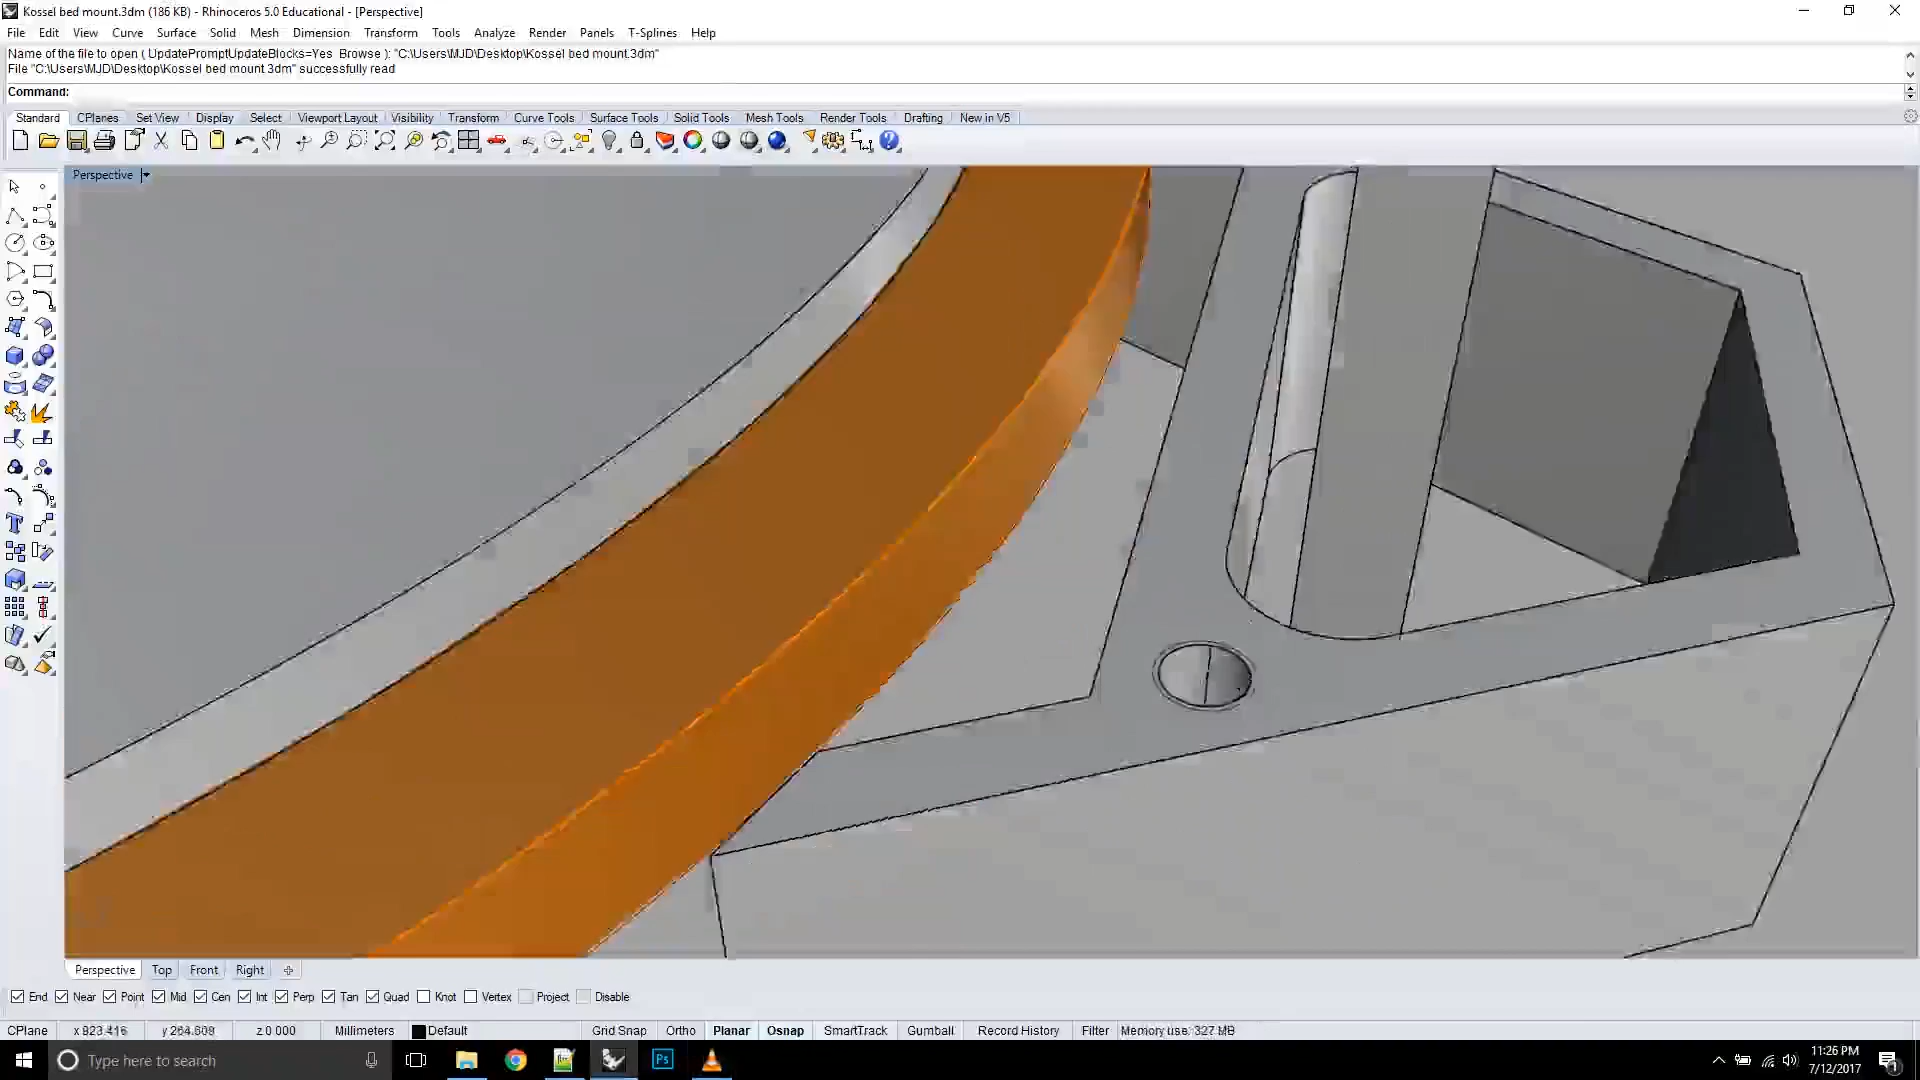 Kossel bed mount.3dm (186 KB) - Rhinoceros 5.0 Educational - [Perspective]
File Edit View Curve Surface Solid Mesh Dimension Transform Tools Analyze Render Panels T-Splines Help
Name of the file to open ( UpdatePromptUpdateBlocks=Yes Browse ): "C:\Users\MJD\Desktop\Kossel bed mount.3dm"
File "C:\Users\MJD\Desktop\Kossel bed mount.3dm" successfully read
Command:
Standard CPlanes Set View Display Select Viewport Layout Visibility Transform Curve Tools Surface Tools Solid Tools Mesh Tools Render Tools Drafting New in V5
Perspective
Perspective Top Front Right
End Near Point Mid Cen Int Perp Tan Quad Knot Vertex Project Disable
CPlane x 923.416 y 264.608 z 0.000 Millimeters Default Grid Snap Ortho Planar Osnap SmartTrack Gumball Record History Filter Memory use: 327 MB
Type here to search
Ps
11:26 PM
7/12/2017
1